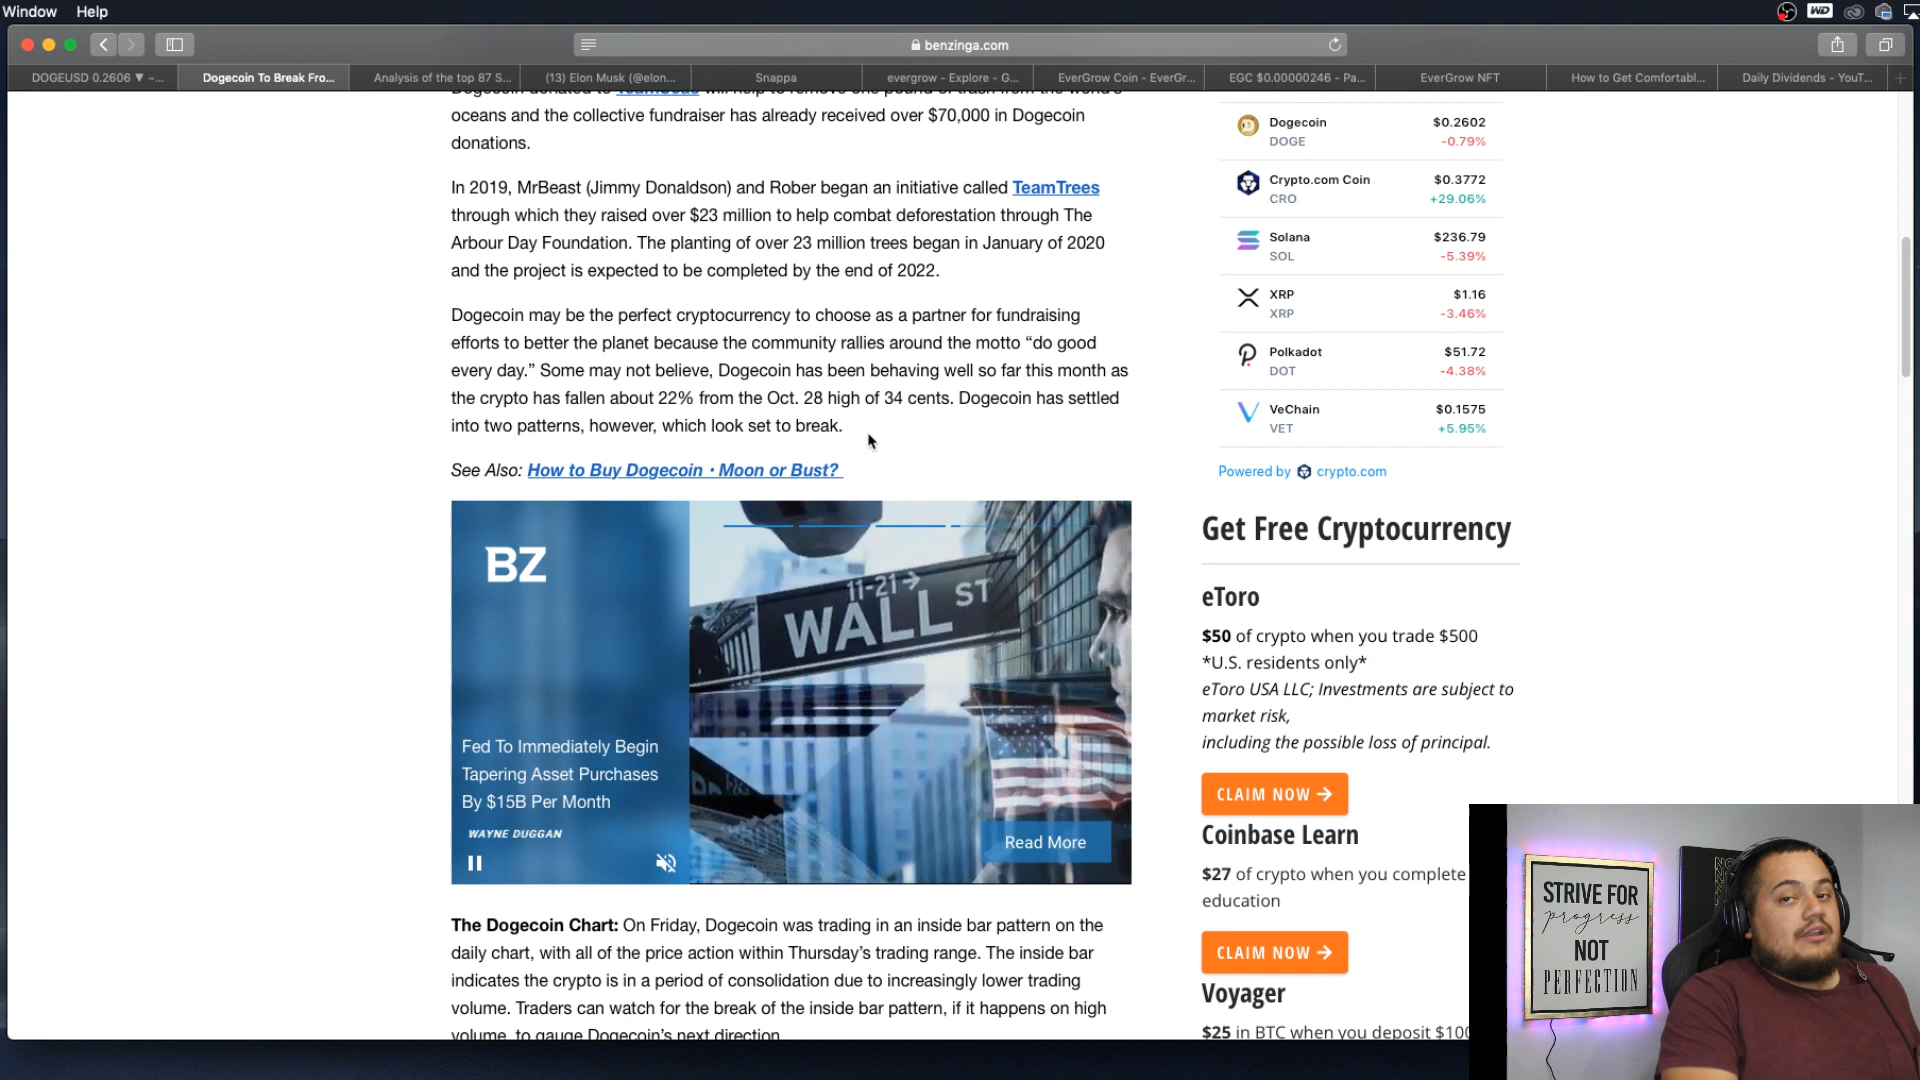 Window Help
WD
benzinga.com
DOGEUSD 0.2606 ▼ –...
Dogecoin To Break Fro...
Analysis of the top 87 S...
(13) Elon Musk (@elon...
Snappa
evergrow - Explore - G...
EverGrow Coin – EverGr...
EGC $0.00000246 - Pa...
EverGrow NFT
How to Get Comfortabl...
Daily Dividends - YouT...
oceans and the collective fundraiser has already received over $70,000 in Dogecoin
donations.
In 2019, MrBeast (Jimmy Donaldson) and Rober began an initiative called TeamTrees
through which they raised over $23 million to help combat deforestation through The
Arbour Day Foundation. The planting of over 23 million trees began in January of 2020
and the project is expected to be completed by the end of 2022.
Dogecoin may be the perfect cryptocurrency to choose as a partner for fundraising
efforts to better the planet because the community rallies around the motto “do good
every day.” Some may not believe, Dogecoin has been behaving well so far this month as
the crypto has fallen about 22% from the Oct. 28 high of 34 cents. Dogecoin has settled
into two patterns, however, which look set to break.
See Also: How to Buy Dogecoin • Moon or Bust?
BZ
11-21→
WALL ST
Fed To Immediately Begin
Tapering Asset Purchases
By $15B Per Month
WAYNE DUGGAN
Read More
The Dogecoin Chart: On Friday, Dogecoin was trading in an inside bar pattern on the
daily chart, with all of the price action within Thursday’s trading range. The inside bar
indicates the crypto is in a period of consolidation due to increasingly lower trading
volume. Traders can watch for the break of the inside bar pattern, if it happens on high
volume, to gauge Dogecoin’s next direction.
Dogecoin $0.2602
DOGE -0.79%
Crypto.com Coin $0.3772
CRO +29.06%
Solana $236.79
SOL -5.39%
XRP $1.16
XRP -3.46%
Polkadot $51.72
DOT -4.38%
VeChain $0.1575
VET +5.95%
Powered by crypto.com
Get Free Cryptocurrency
eToro
$50 of crypto when you trade $500
*U.S. residents only*
eToro USA LLC; Investments are subject to
market risk,
including the possible loss of principal.
CLAIM NOW →
Coinbase Learn
$27 of crypto when you complete
education
CLAIM NOW →
Voyager
$25 in BTC when you deposit $100
STRIVE FOR
progress
NOT
PERFECTION